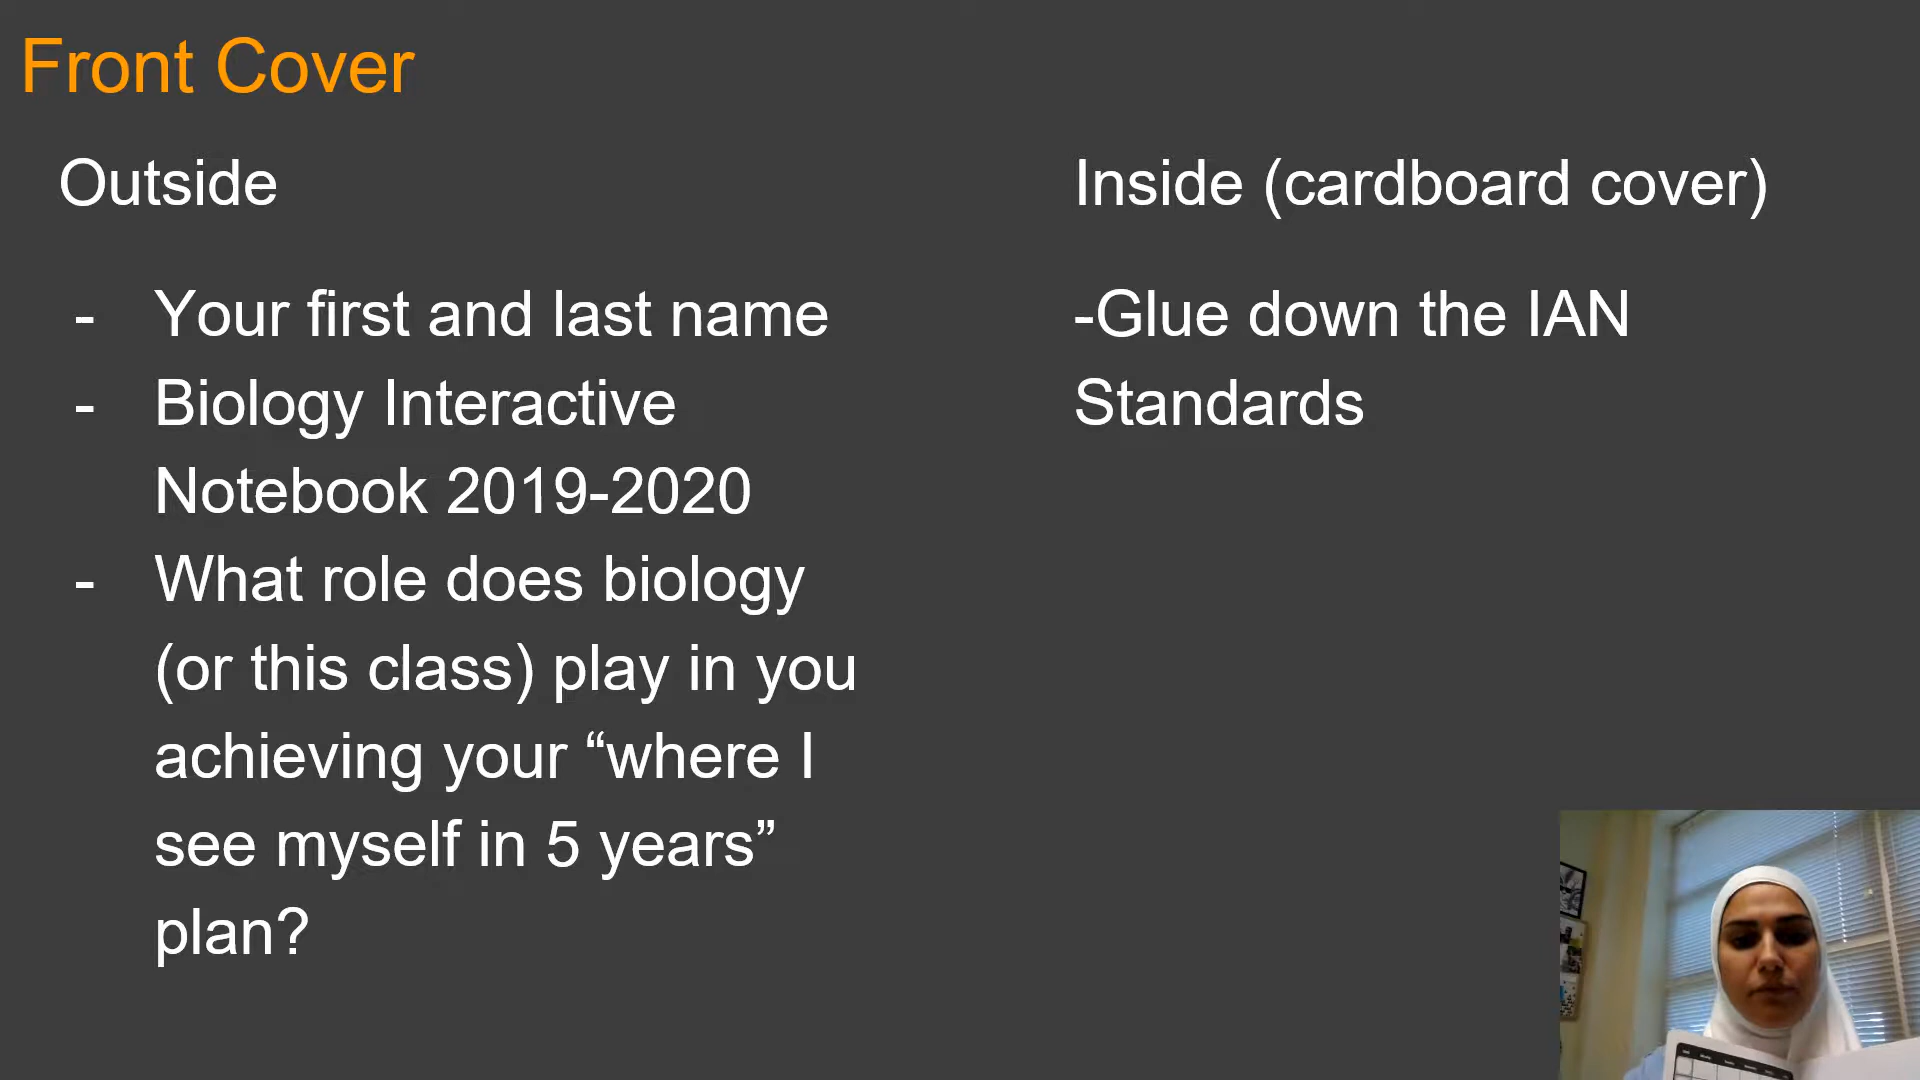 Front Cover
Outside
- Your first and last name
- Biology Interactive
Notebook 2019-2020
- What role does biology
(or this class) play in you
achieving your “where I
see myself in 5 years”
plan?
Inside (cardboard cover)
-Glue down the IAN
Standards